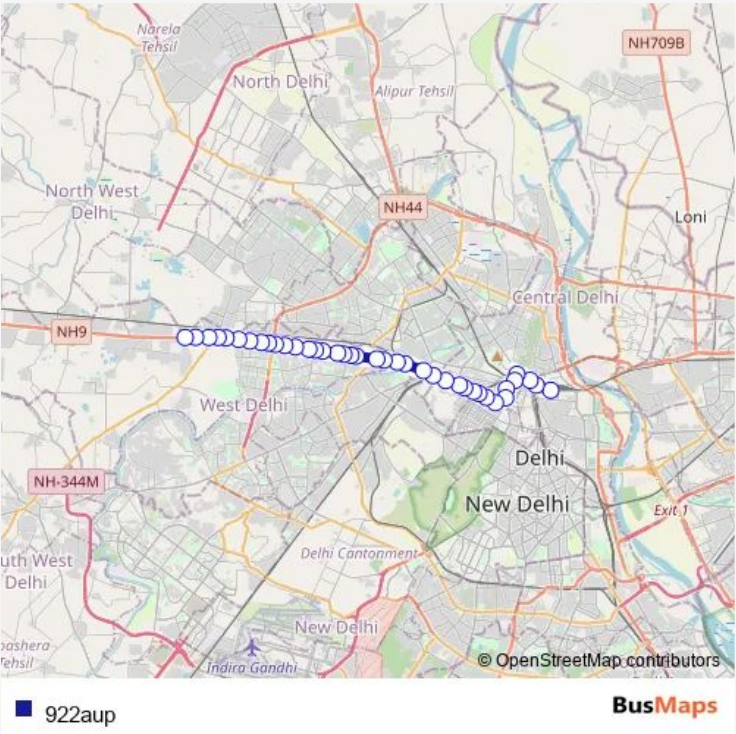 Narela
Tehsil
NH709B
North Delhi
Alipur Tehsil
North West
Delhi
NH44
Loni
Central Delhi
NH9
West Delhi
Delhi
NH-344M
New Delhi
Exit 1
Delhi Cantonment
uth West
Delhi
New Delhi
pashera
Tehsil
Indira Gandhi
© OpenStreetMap contributors
922aup
BusMaps